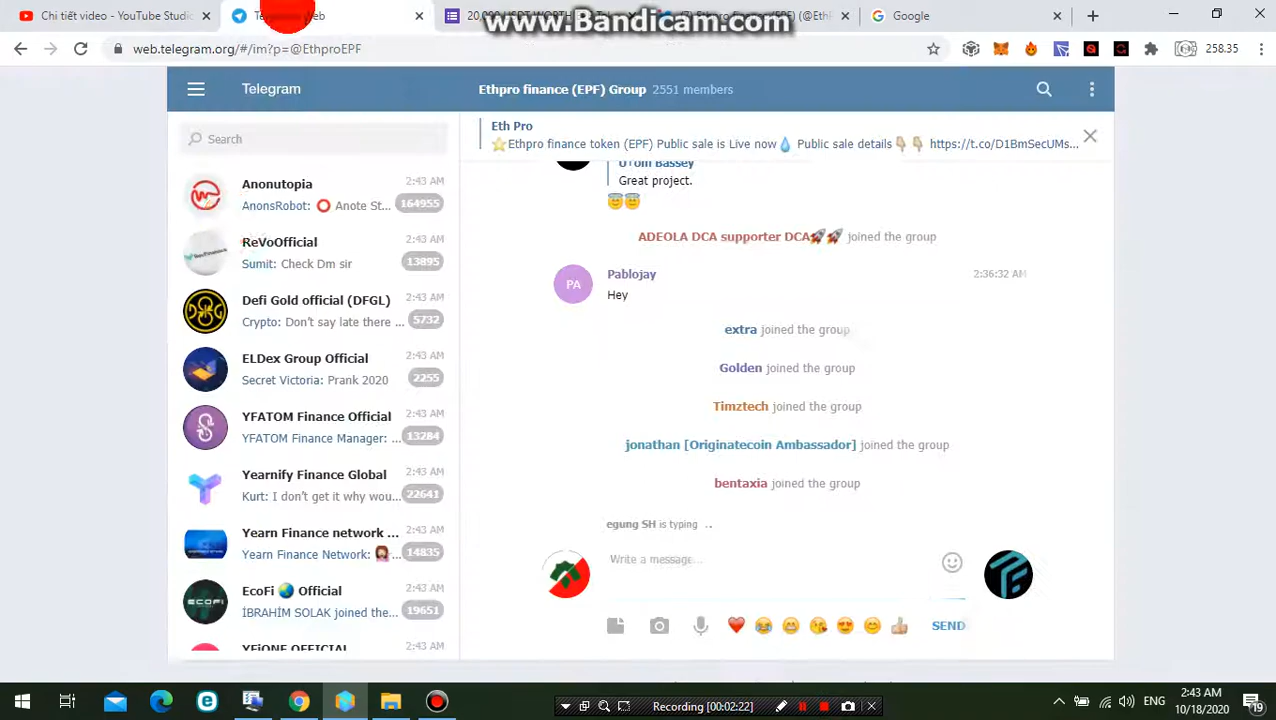 Chi tiết video - YouTube Studi
www.Bandicam.com
Google
web.telegram.org/#/im?p=@EthproEPF
258.35
Telegram
Ethpro finance (EPF) Group 2551 members
Search
Eth Pro
⭐Ethpro finance token (EPF) Public sale is Live now💧 Public sale details👇🏼👇🏼 https://t.co/D1BmSecUMs...
Anonutopia 2:43 AM
AnonsRobot: ⭕ Anote St... 164955
ReVoOfficial 2:43 AM
Sumit: Check Dm sir 13895
Defi Gold official (DFGL) 2:43 AM
Crypto: Don't say late there ... 5732
ELDex Group Official 2:43 AM
Secret Victoria: Prank 2020 2255
YFATOM Finance Official 2:43 AM
YFATOM Finance Manager: ... 13284
Yearnify Finance Global 2:43 AM
Kurt: I don't get it why wou... 22641
Yearn Finance network ... 2:43 AM
Yearn Finance Network: 14835
EcoFi 🌏 Official 2:43 AM
İBRAHİM SOLAK joined the... 19651
YFIONE OFFICIAL 2:43 AM
Bassey
Great project.
😇😇
ADEOLA DCA supporter DCA🚀🚀 joined the group
PA
Pablojay 2:36:32 AM
Hey
extra joined the group
Golden joined the group
Timztech joined the group
jonathan [Originatecoin Ambassador] joined the group
bentaxia joined the group
egung SH is typing ..
Write a message...
❤️😂😁😘😍😊👍🏼 SEND
Recording [00:02:22]
ENG
2:43 AM
10/18/2020
19